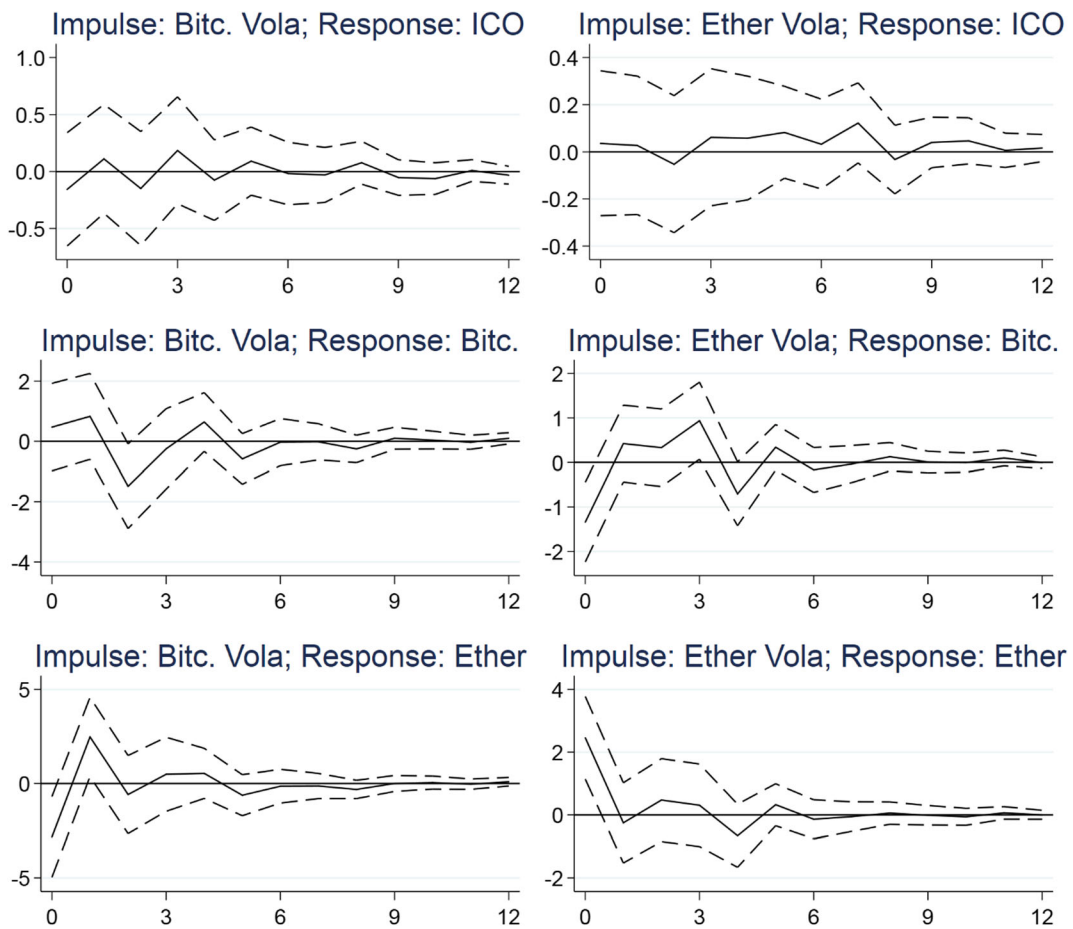 Impulse: Bitc. Vola; Response: ICO
1.0
0.5
0.0
-0.5
0 3 6 9 12
Impulse: Ether Vola; Response: ICO
0.4
0.2
0.0
-0.2
-0.4
0 3 6 9 12
Impulse: Bitc. Vola; Response: Bitc.
2
0
-2
-4
0 3 6 9 12
Impulse: Ether Vola; Response: Bitc.
2
1
0
-1
-2
0 3 6 9 12
Impulse: Bitc. Vola; Response: Ether
5
0
-5
0 3 6 9 12
Impulse: Ether Vola; Response: Ether
4
2
0
-2
0 3 6 9 12